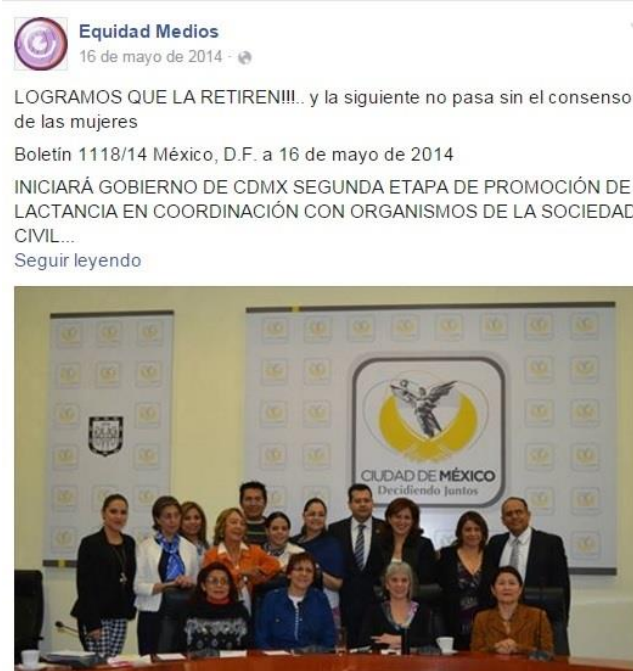 Equidad Medios
16 de mayo de 2014 ·
LOGRAMOS QUE LA RETIREN!!!.. y la siguiente no pasa sin el consenso
de las mujeres
Boletín 1118/14 México, D.F. a 16 de mayo de 2014
INICIARÁ GOBIERNO DE CDMX SEGUNDA ETAPA DE PROMOCIÓN DE
LACTANCIA EN COORDINACIÓN CON ORGANISMOS DE LA SOCIEDAD
CIVIL...
Seguir leyendo
CIUDAD DE MÉXICO
Decidiendo Juntos